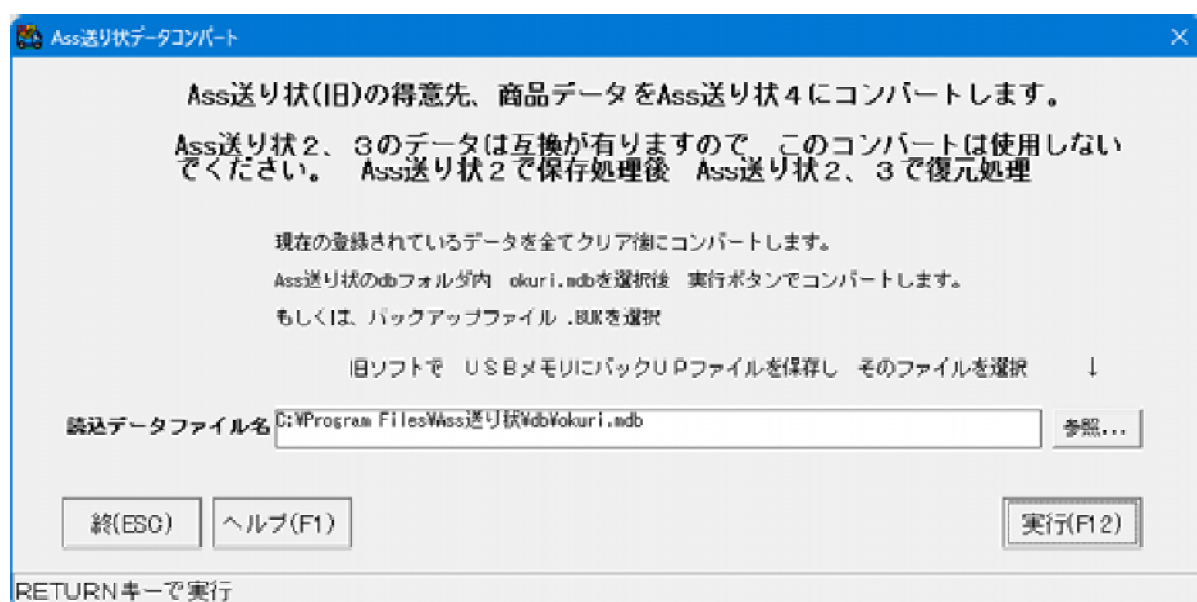 Ass送り状データコンバート
Ass送り状(旧)の得意先、商品データをAss送り状4にコンバートします。
Ass送り状2、3のデータは互換が有りますので　このコンバートは使用しない
でください。　Ass送り状2で保存処理後　Ass送り状2、3で復元処理
現在の登録されているデータを全てクリア後にコンバートします。
Ass送り状のdbフォルダ内　okuri.mdbを選択後　実行ボタンでコンバートします。
もしくは、バックアップファイル .BUKを選択
旧ソフトで　USBメモリにバックUPファイルを保存し　そのファイルを選択　↓
読込データファイル名 C:¥Program Files¥Ass送り状¥db¥okuri.mdb 参照...
終(ESC) ヘルプ(F1) 実行(F12)
RETURNキーで実行